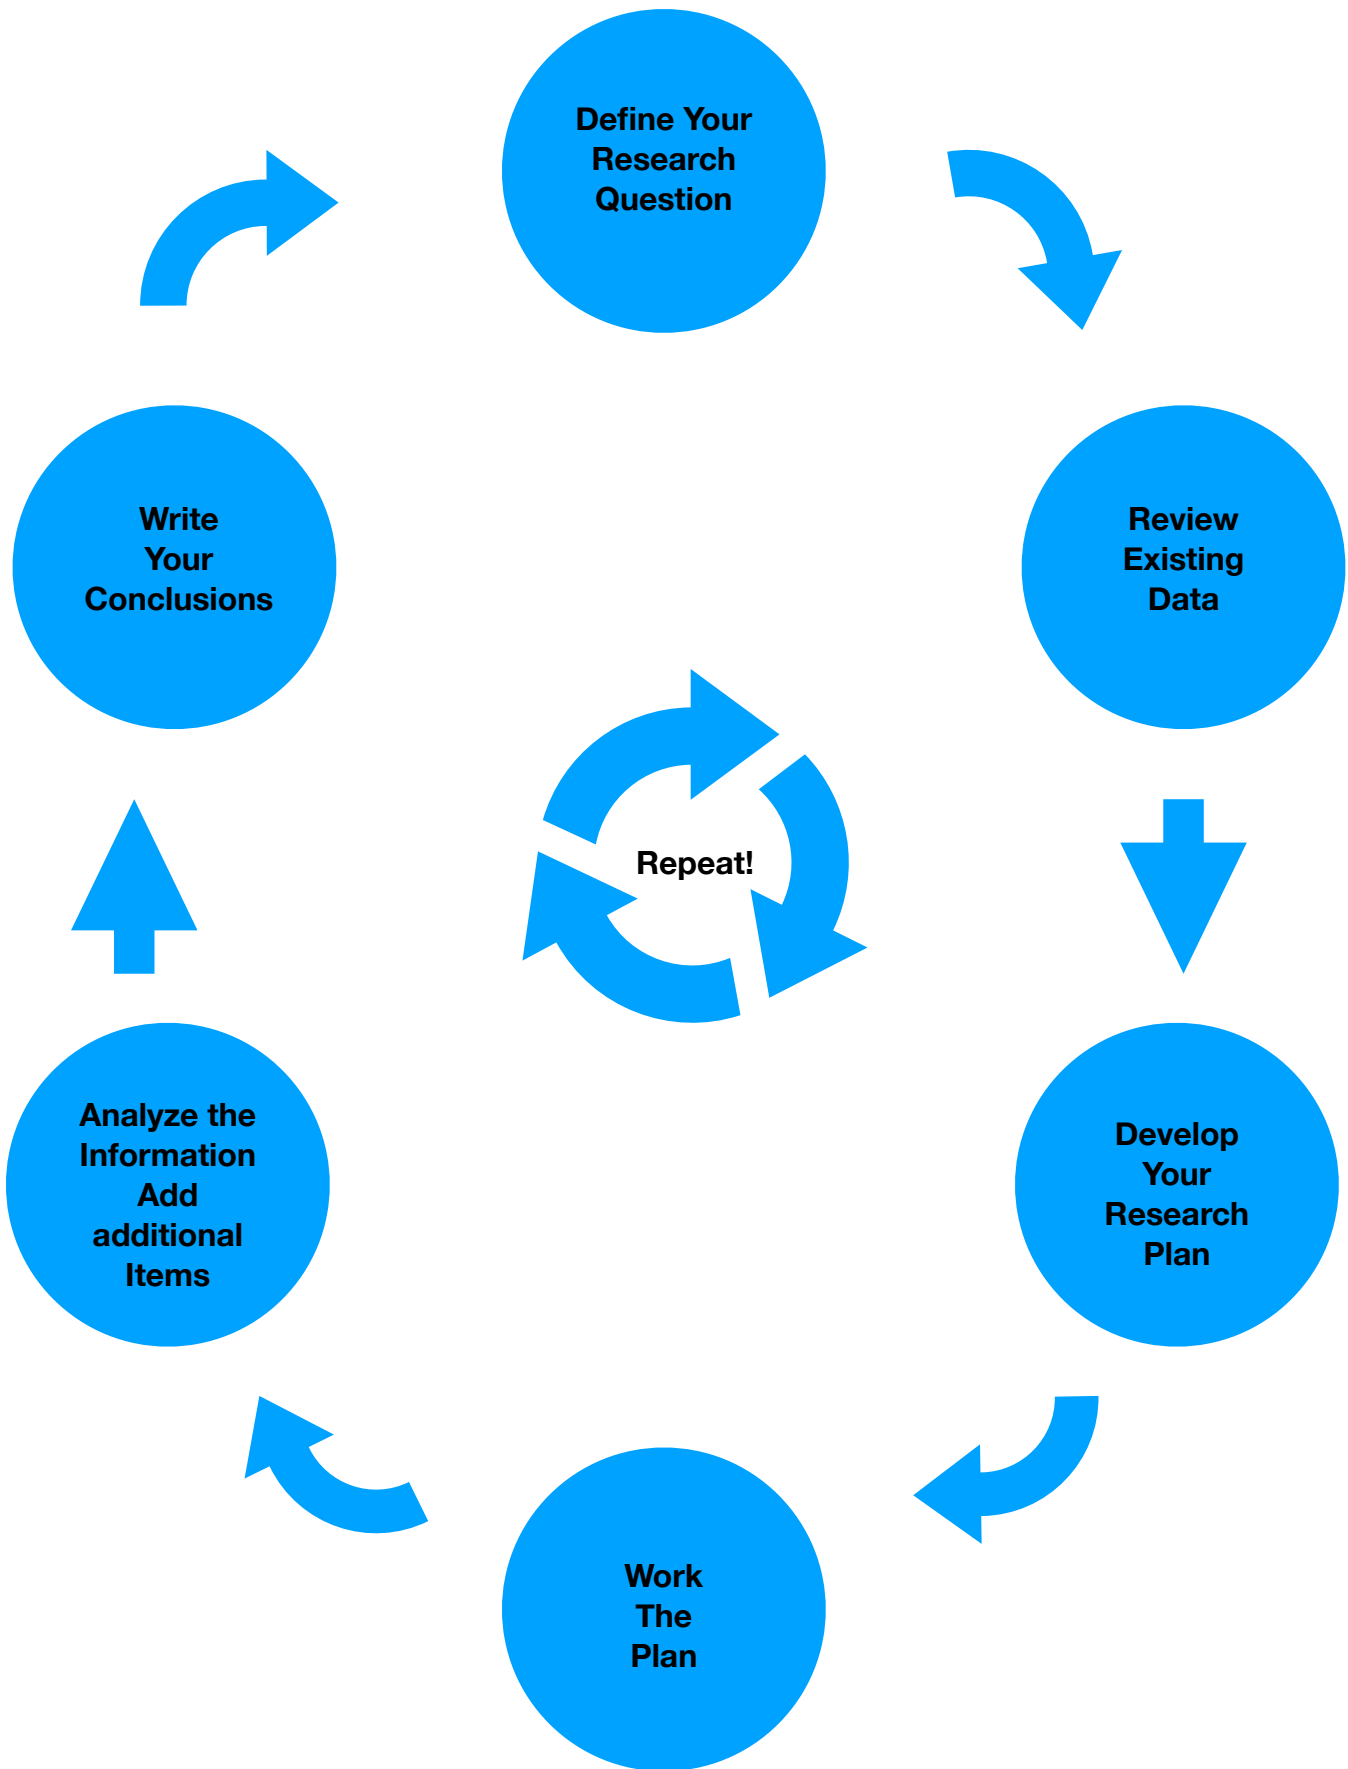 Define Your
Research
Question
Review
Existing
Data
Develop
Your
Research
Plan
Work
The
Plan
Analyze the
Information
Add
additional
Items
Write
Your
Conclusions
Repeat!